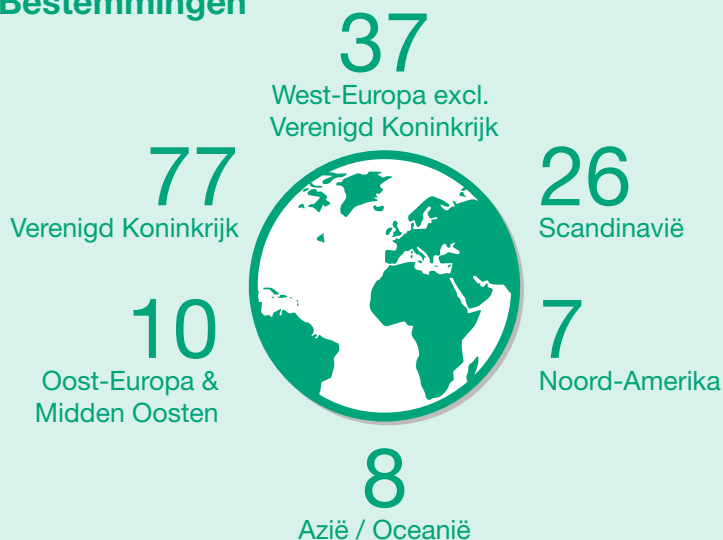 Bestemmingen
37
West-Europa excl.
Verenigd Koninkrijk
77
Verenigd Koninkrijk
26
Scandinavië
10
Oost-Europa &
Midden Oosten
7
Noord-Amerika
8
Azië / Oceanië